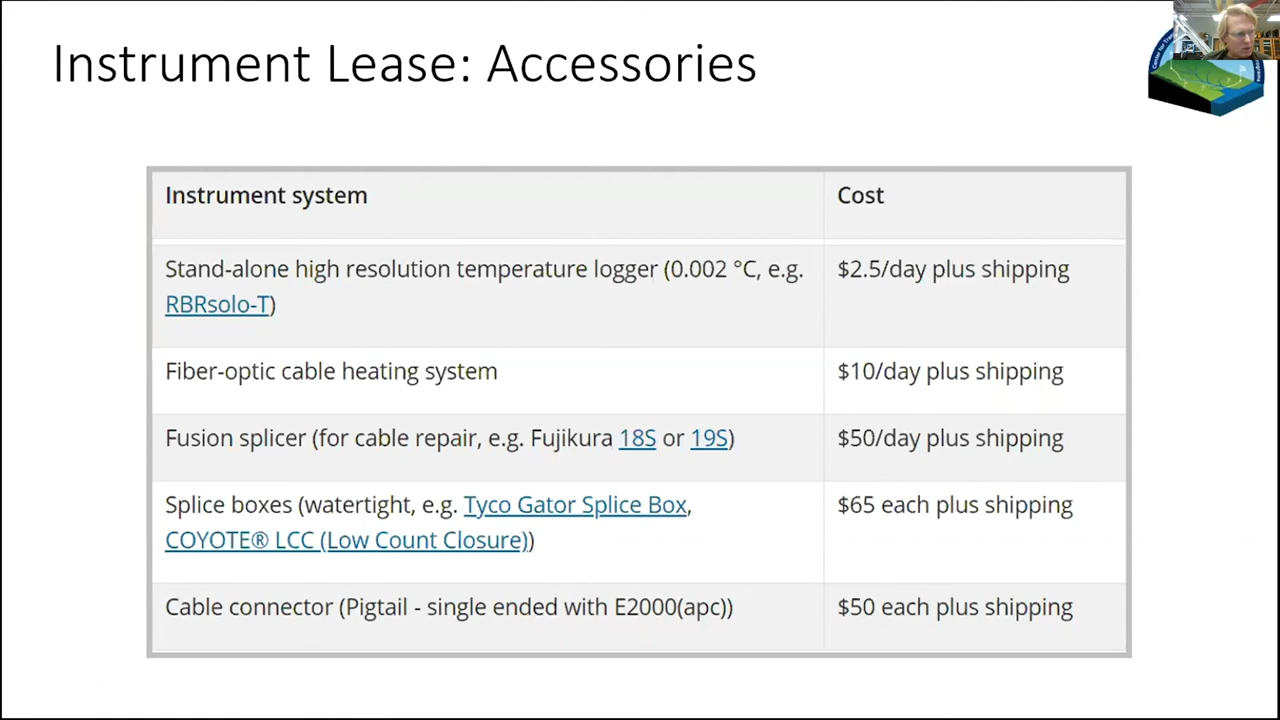 Instrument Lease: Accessories
Instrument system
Cost
Stand-alone high resolution temperature logger (0.002 °C, e.g.
RBRsolo-T)
$2.5/day plus shipping
Fiber-optic cable heating system
$10/day plus shipping
Fusion splicer (for cable repair, e.g. Fujikura 18S or 19S)
$50/day plus shipping
Splice boxes (watertight, e.g. Tyco Gator Splice Box,
COYOTE® LCC (Low Count Closure))
$65 each plus shipping
Cable connector (Pigtail - single ended with E2000(apc))
$50 each plus shipping